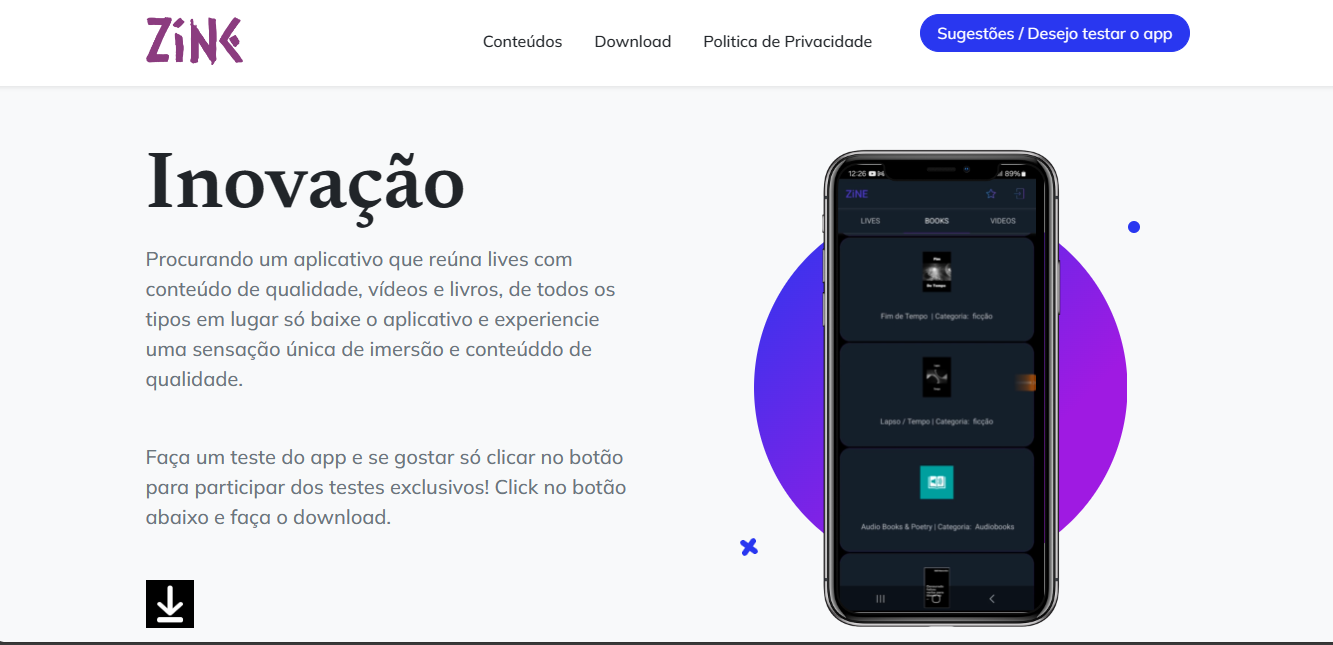 ZiNE
Conteúdos
Download
Politica de Privacidade
Sugestões / Desejo testar o app
Inovação
Procurando um aplicativo que reúna lives com
conteúdo de qualidade, vídeos e livros, de todos os
tipos em lugar só baixe o aplicativo e experiencie
uma sensação única de imersão e conteúddo de
qualidade.
Faça um teste do app e se gostar só clicar no botão
para participar dos testes exclusivos! Click no botão
abaixo e faça o download.
12:26
89%
ZiNE
LIVES
BOOKS
VIDEOS
Fim
Do Tempo
Fim de Tempo | Categoria: ficção
Lapso / Tempo | Categoria: ficção
Audio Books & Poetry | Categoria: Audiobooks